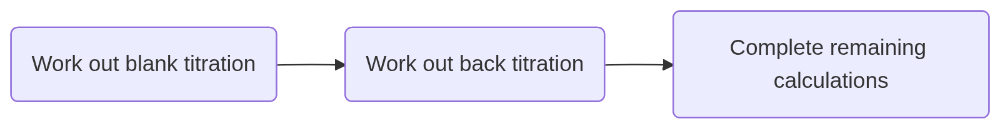 Work out blank titration
Work out back titration
Complete remaining
calculations